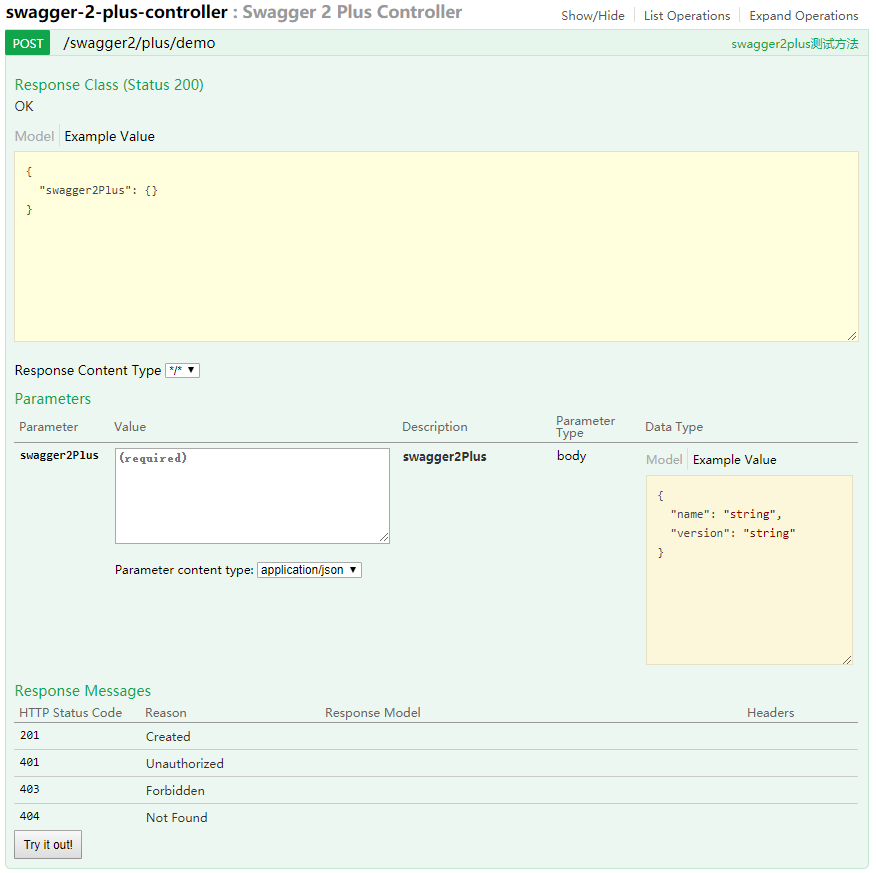 swagger-2-plus-controller : Swagger 2 Plus Controller
Show/Hide List Operations Expand Operations
POST /swagger2/plus/demo swagger2plus测试方法
Response Class (Status 200)
OK
Model Example Value
{
"swagger2Plus": {}
}
Response Content Type */*
Parameters
Parameter Value Description Parameter Type Data Type
swagger2Plus (required) swagger2Plus body Model Example Value
{
"name": "string",
"version": "string"
}
Parameter content type: application/json
Response Messages
HTTP Status Code Reason Response Model Headers
201 Created
401 Unauthorized
403 Forbidden
404 Not Found
Try it out!